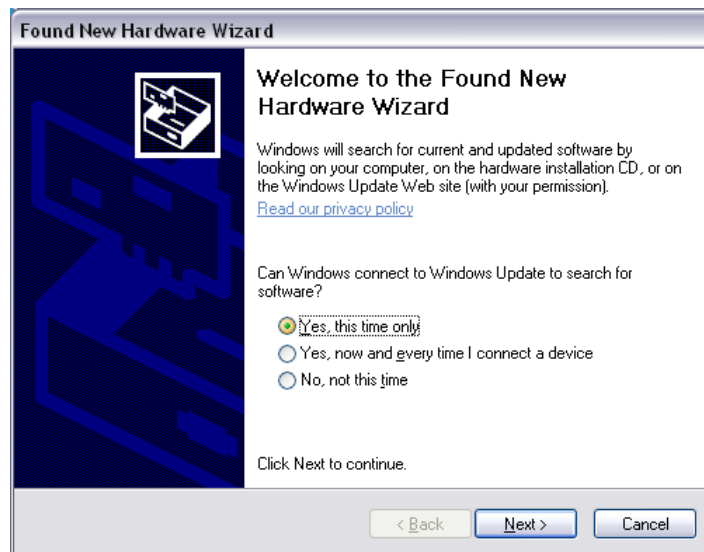 Found New Hardware Wizard
Welcome to the Found New
Hardware Wizard
Windows will search for current and updated software by
looking on your computer, on the hardware installation CD, or on
the Windows Update Web site (with your permission).
Read our privacy policy
Can Windows connect to Windows Update to search for
software?
Yes, this time only
Yes, now and every time I connect a device
No, not this time
Click Next to continue.
< Back Next > Cancel